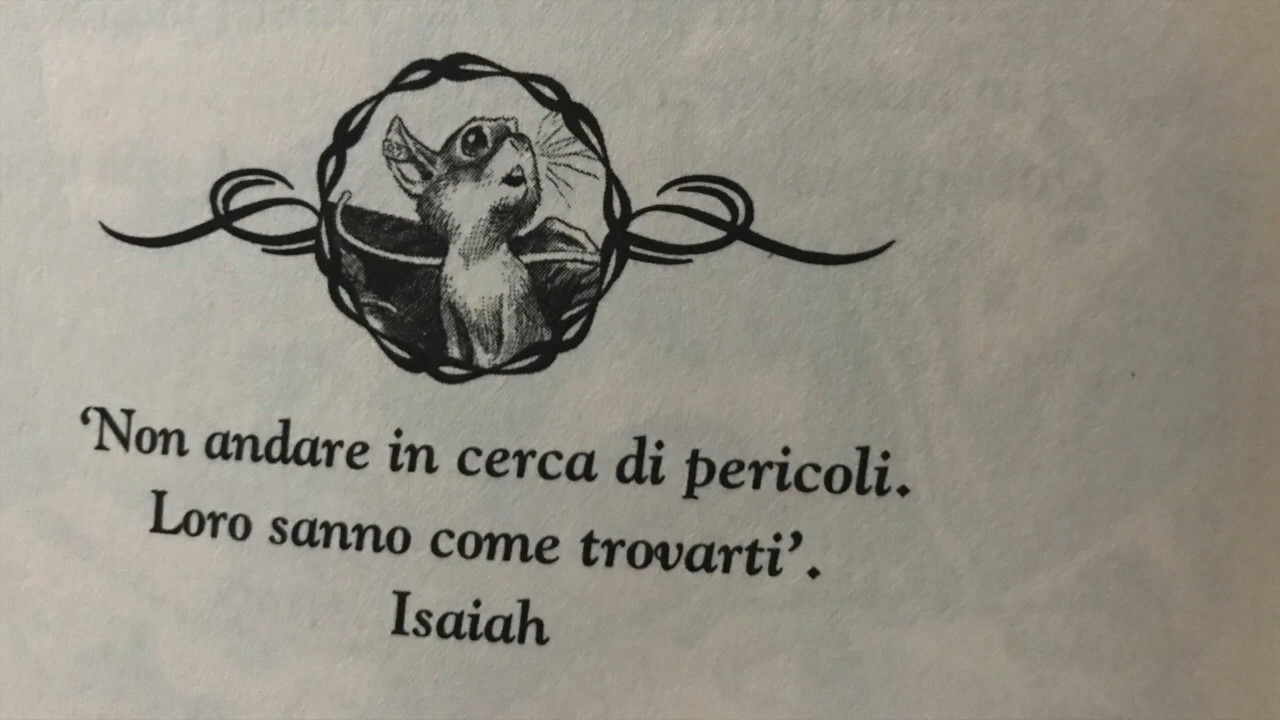 ‘Non andare in cerca di pericoli.
Loro sanno come trovarti’.
Isaiah